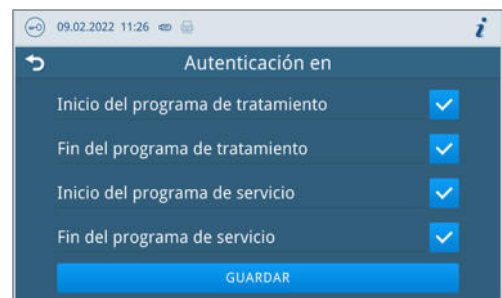 09.02.2022 11:26
i
Autenticación en
Inicio del programa de tratamiento
Fin del programa de tratamiento
Inicio del programa de servicio
Fin del programa de servicio
GUARDAR